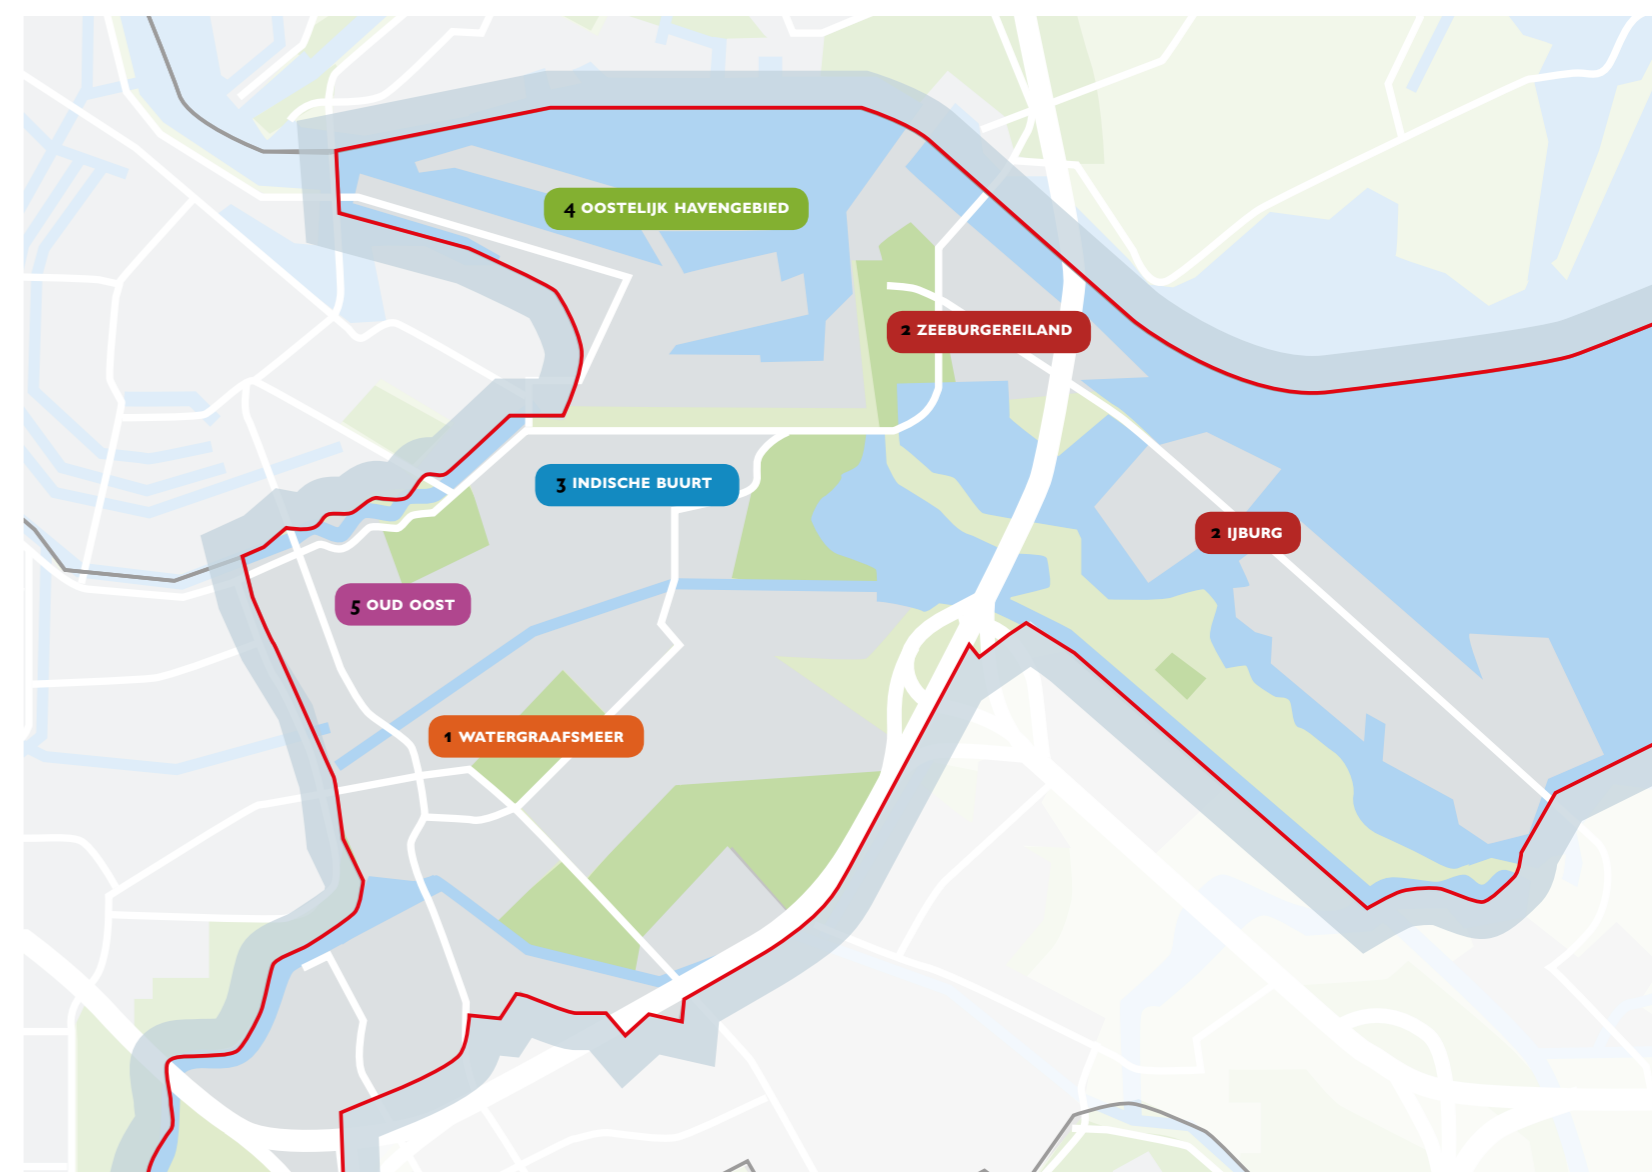 4 OOSTELIJK HAVENGEBIED
2 ZEEBURGEREILAND
3 INDISCHE BUURT
2 IJBURG
5 OUD OOST
1 WATERGRAAFSMEER